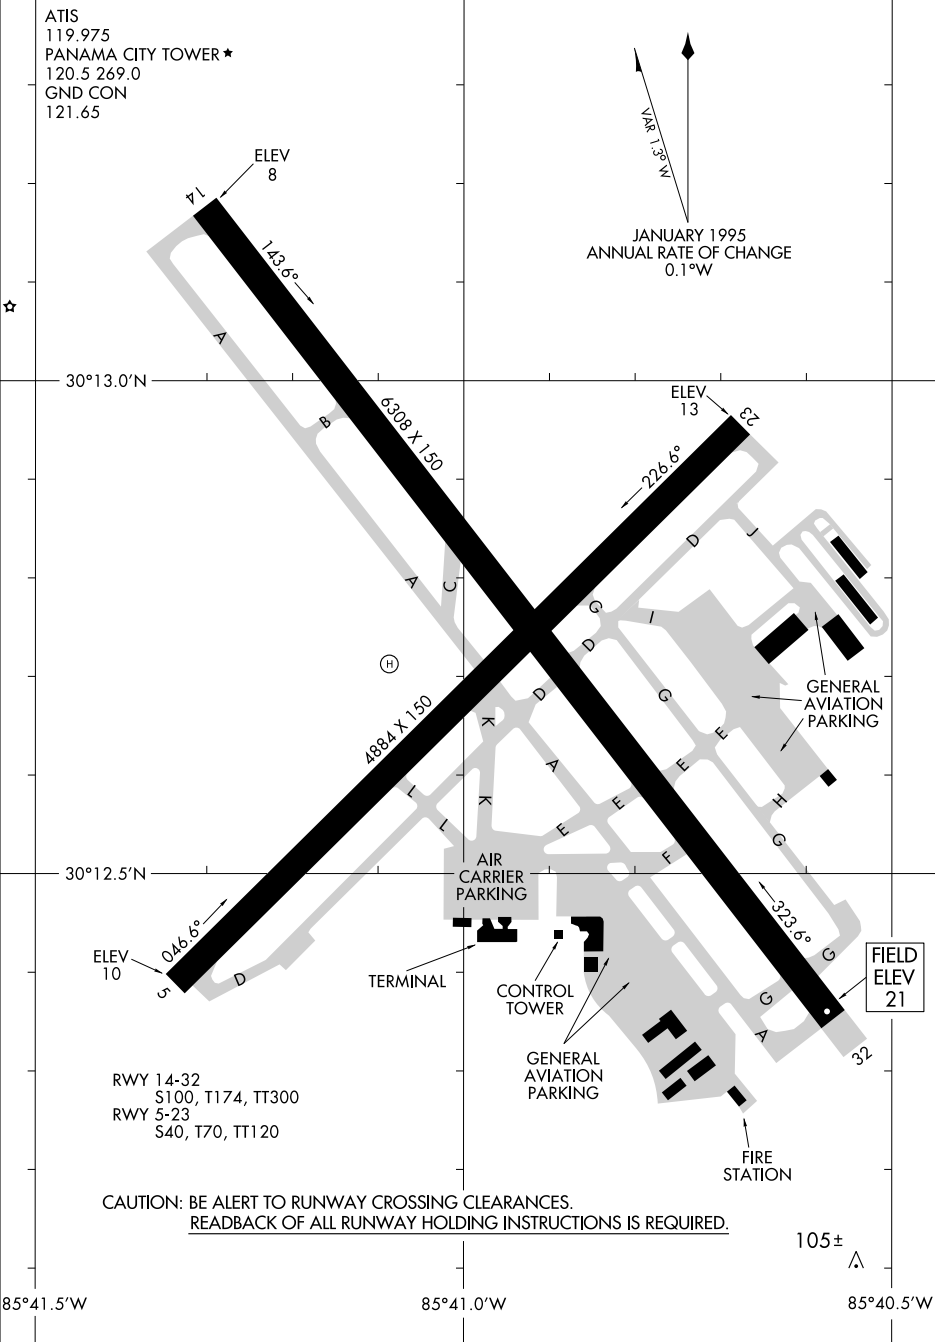 ATIS
119.975
PANAMA CITY TOWER★
120.5 269.0
GND CON
121.65
VAR 1.3° W
JANUARY 1995
ANNUAL RATE OF CHANGE
0.1°W
ELEV
8
14
143.6°
A
30°13.0'N
B
6308 X 150
ELEV
13
23
226.6°
D
J
A
C
G
I
D
H
GENERAL
AVIATION
PARKING
D
G
K
E
4884 X 150
A
E
L
K
E
H
L
E
G
F
AIR
CARRIER
PARKING
30°12.5'N
323.6°
046.6°
ELEV
10
5
D
TERMINAL
CONTROL
TOWER
G
G
A
FIELD
ELEV
21
32
GENERAL
AVIATION
PARKING
RWY 14-32
S100, T174, TT300
RWY 5-23
S40, T70, TT120
FIRE
STATION
CAUTION: BE ALERT TO RUNWAY CROSSING CLEARANCES.
READBACK OF ALL RUNWAY HOLDING INSTRUCTIONS IS REQUIRED.
105±
85°41.5'W
85°41.0'W
85°40.5'W